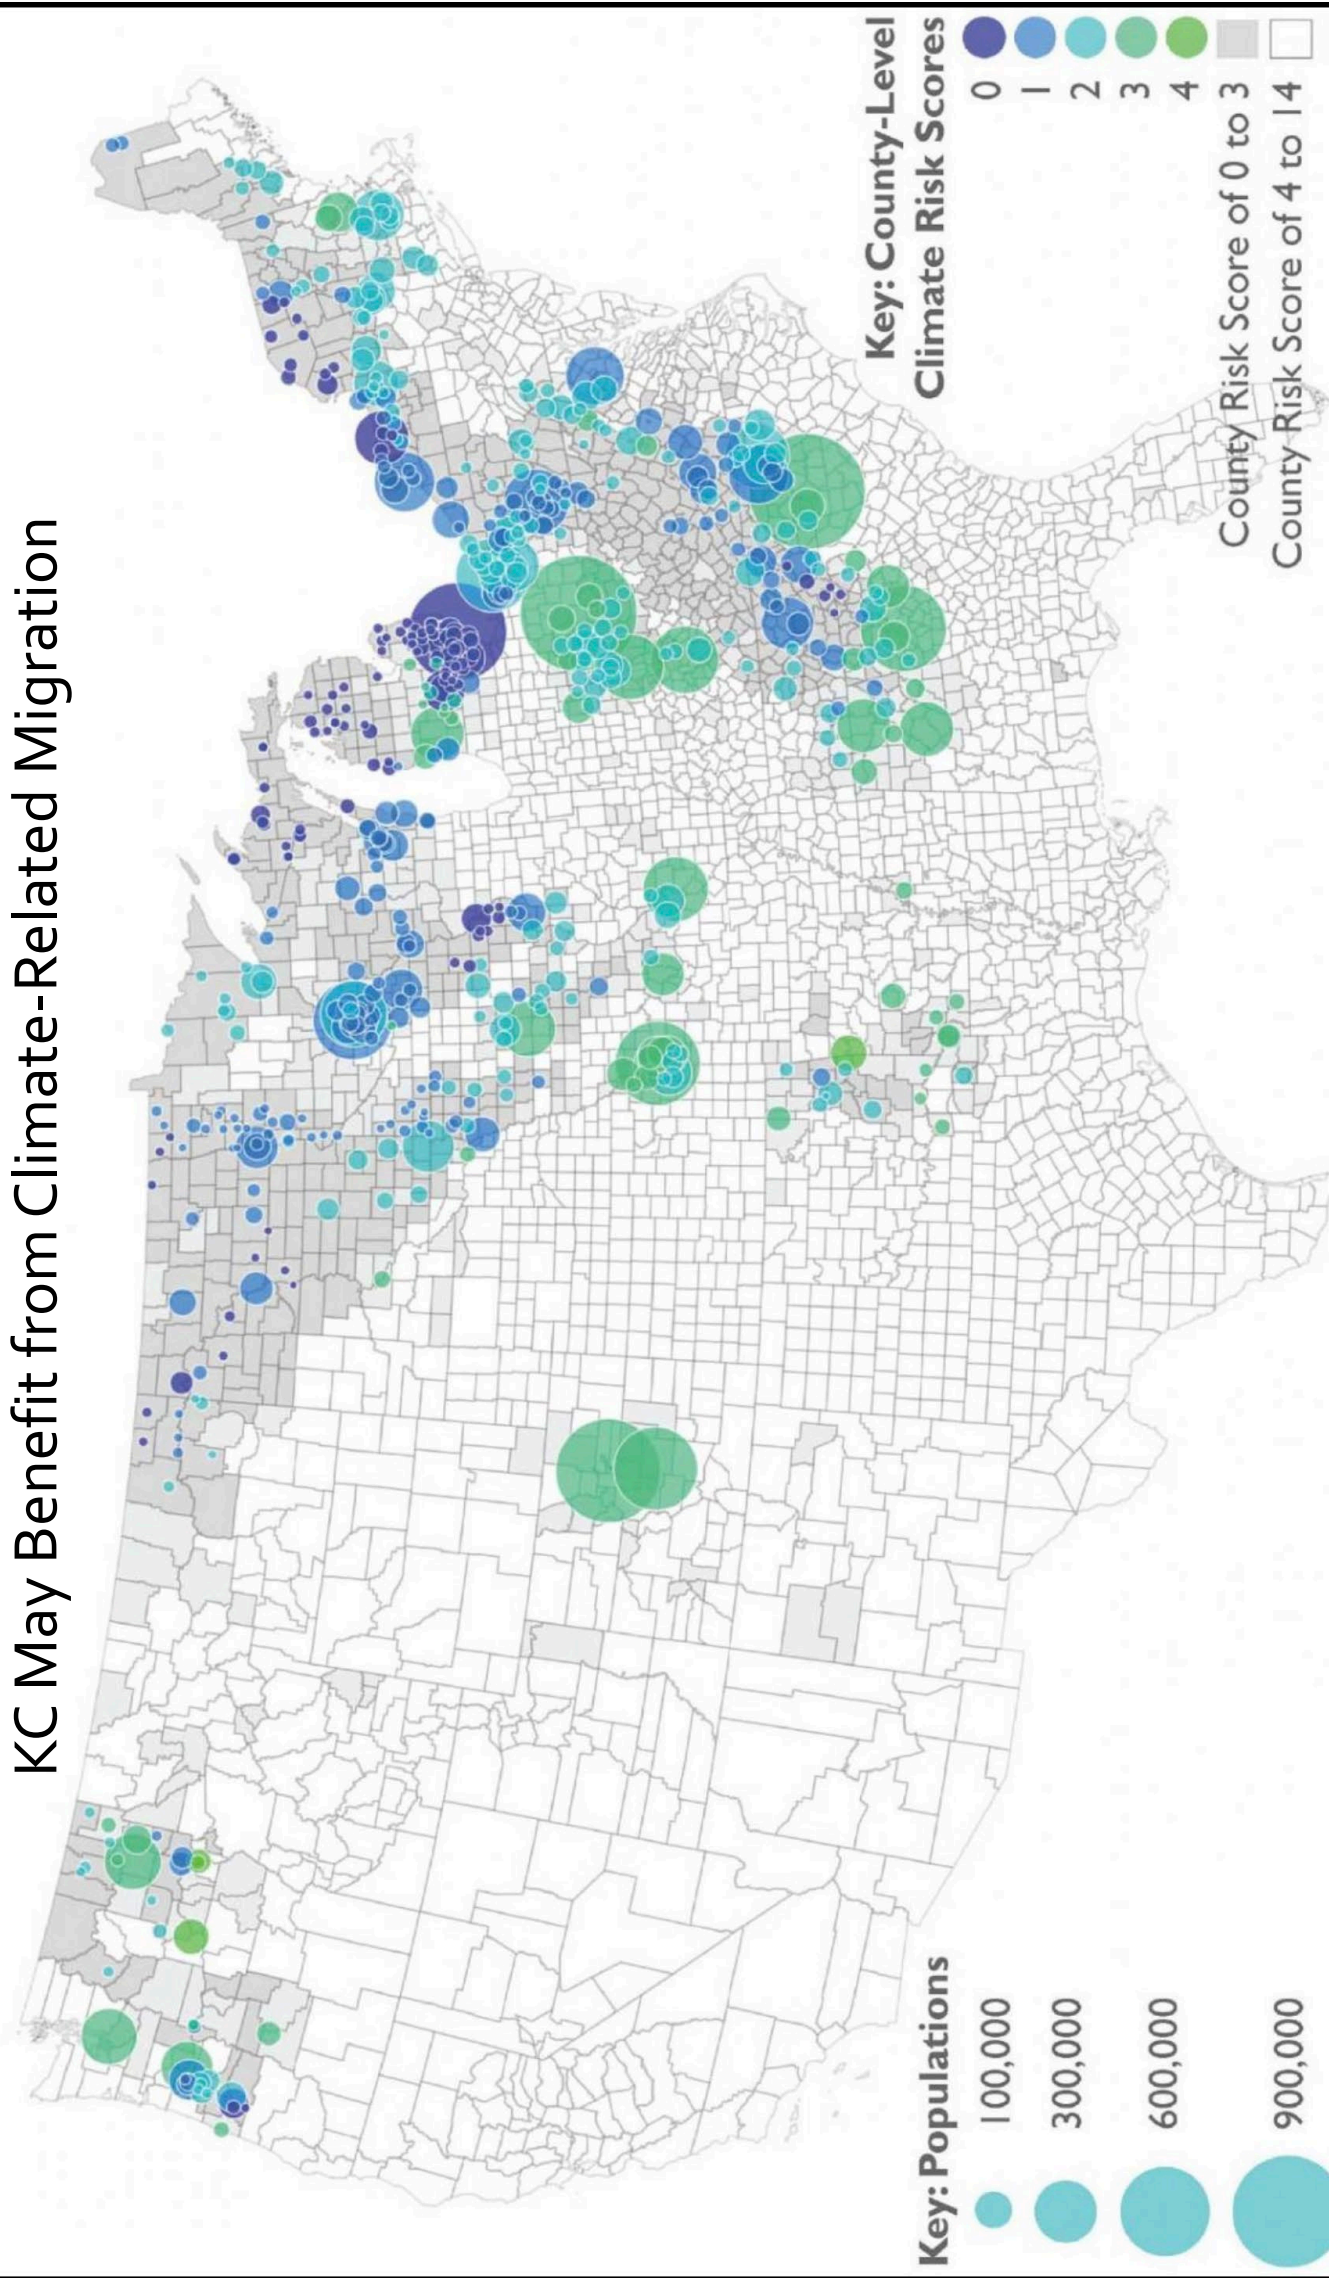 KC May Benefit from Climate-Related Migration
Key: Populations
100,000
300,000
600,000
900,000
Key: County-Level
Climate Risk Scores
0
1
2
3
4
County Risk Score of 0 to 3
County Risk Score of 4 to 14